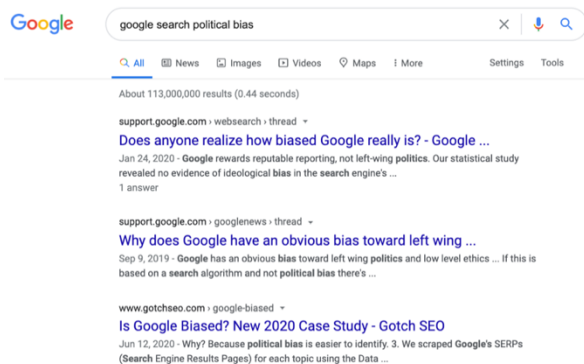 Google
google search political bias
All News Images Videos Maps More Settings Tools
About 113,000,000 results (0.44 seconds)
support.google.com › websearch › thread
Does anyone realize how biased Google really is? - Google ...
Jan 24, 2020 - Google rewards reputable reporting, not left-wing politics. Our statistical study
revealed no evidence of ideological bias in the search engine's ...
1 answer
support.google.com › googlenews › thread
Why does Google have an obvious bias toward left wing ...
Sep 9, 2019 - Google has an obvious bias toward left wing politics and low level ethics ... If this is
based on a search algorithm and not political bias there's ...
www.gotchseo.com › google-biased
Is Google Biased? New 2020 Case Study - Gotch SEO
Jun 12, 2020 - Why? Because political bias is easier to identify. 3. We scraped Google's SERPs
(Search Engine Results Pages) for each topic using the Data ...